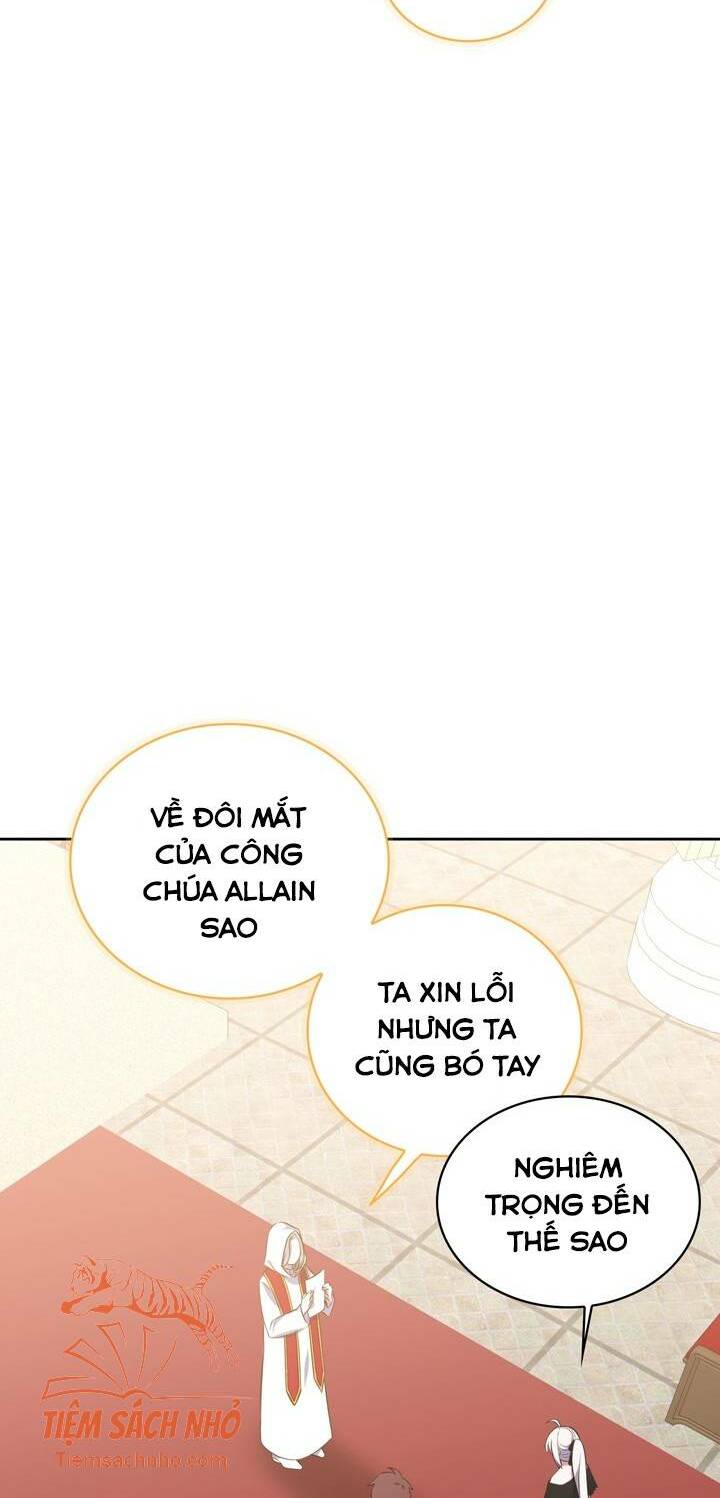 VỀ ĐÔI MẮT
CỦA CÔNG
CHÚA ALLAIN
SAO
TA XIN LỖI
NHƯNG TA
CŨNG BÓ TAY
NGHIÊM
TRỌNG ĐẾN
THẾ SAO
TIỆM SÁCH NHỎ
Tiemsachnho.com